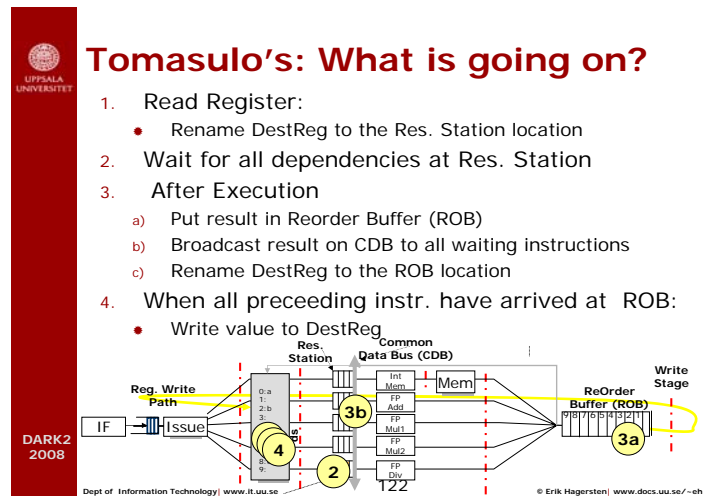 UPPSALA
UNIVERSITET
Tomasulo's: What is going on?
1. Read Register:
Rename DestReg to the Res. Station location
2. Wait for all dependencies at Res. Station
3. After Execution
a) Put result in Reorder Buffer (ROB)
b) Broadcast result on CDB to all waiting instructions
c) Rename DestReg to the ROB location
4. When all preceeding instr. have arrived at ROB:
Write value to DestReg
Res.
Station
Common
Data Bus (CDB)
Reg. Write
Path
IF
Issue
0:a
1:
2:b
3:
8:
9:
4
2
3b
Int
Mem
FP
Add
FP
Mul1
FP
Mul2
FP
Div
Mem
ReOrder
Buffer (ROB)
9 8 7 6 5 4 3 2 1
3a
Write
Stage
DARK2
2008
Dept of Information Technology| www.it.uu.se
122
© Erik Hagersten| www.docs.uu.se/~eh